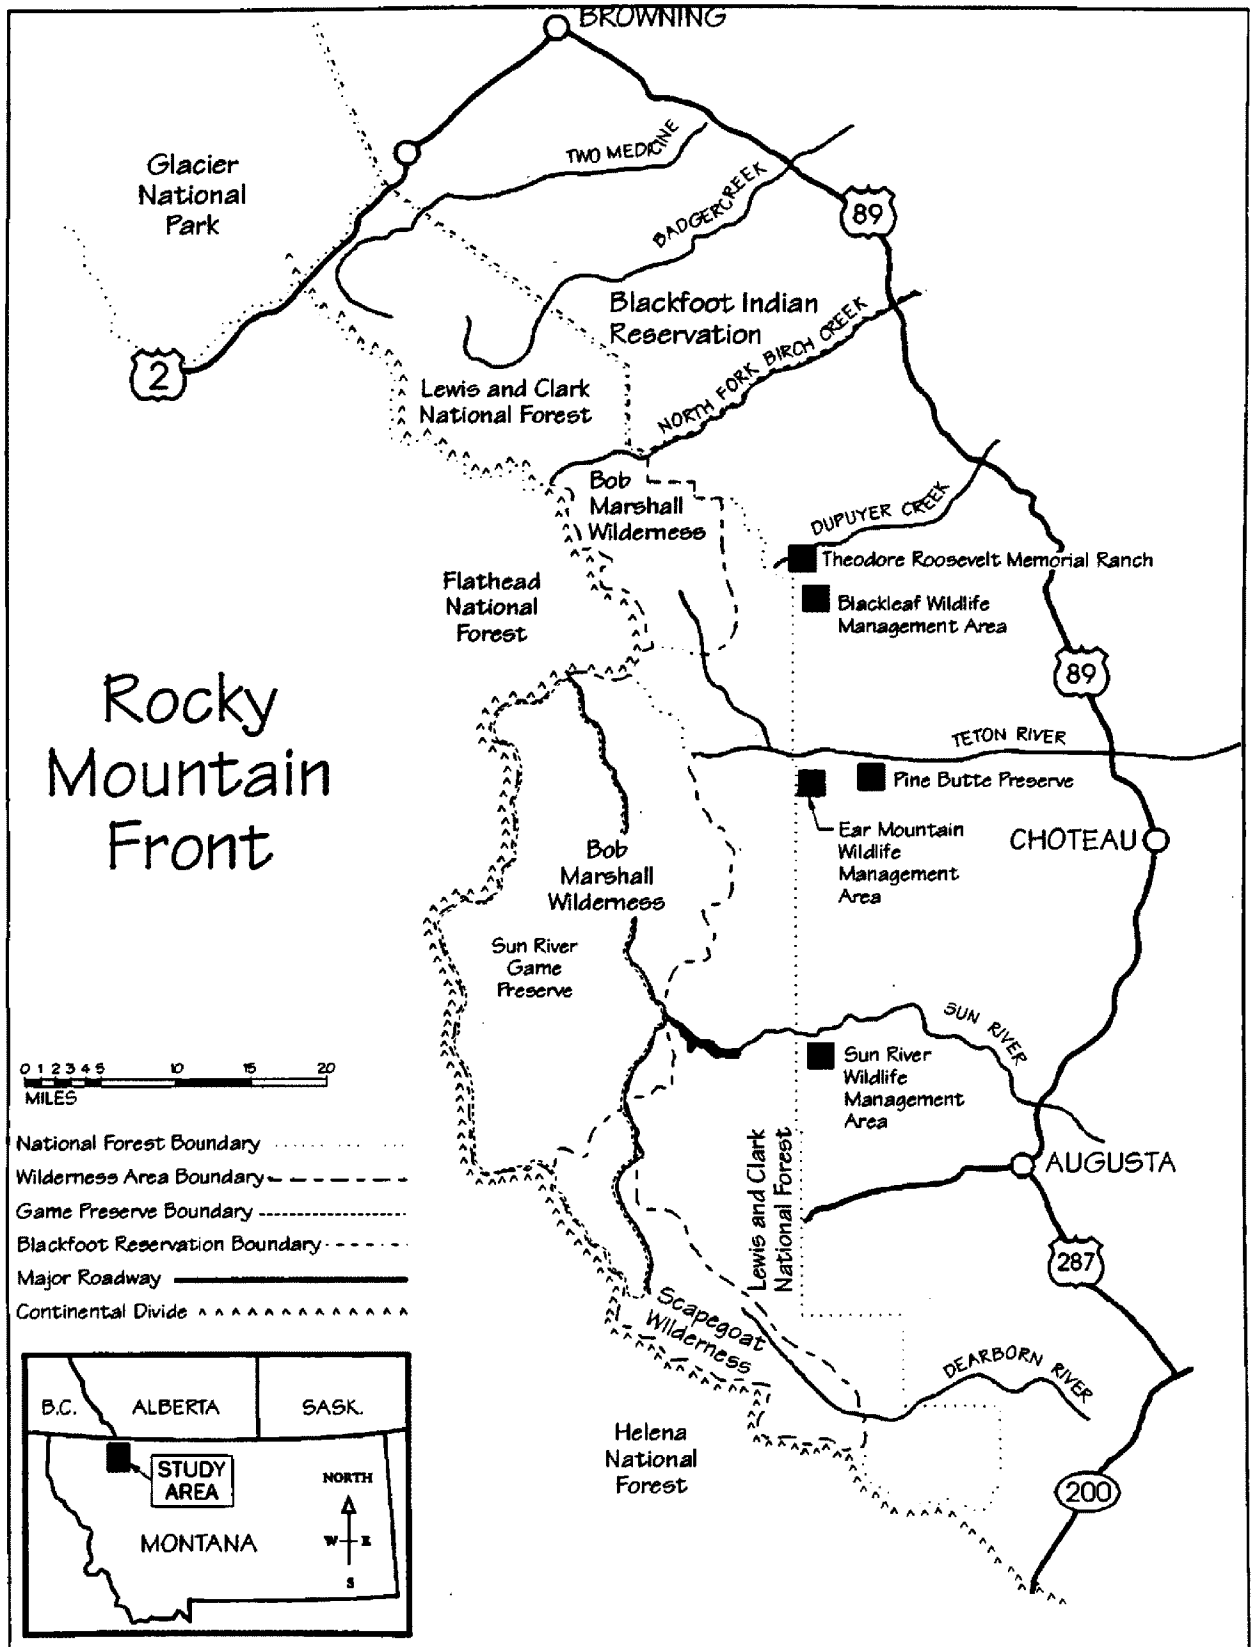 BROWNING
Glacier
National
Park
TWO MEDICINE
BADGER CREEK
89
Blackfoot Indian
Reservation
NORTH FORK BIRCH CREEK
2
Lewis and Clark
National Forest
Bob
Marshall
Wilderness
DUPUYER CREEK
Theodore Roosevelt Memorial Ranch
Flathead
National
Forest
Blackleaf Wildlife
Management Area
89
Rocky
Mountain
Front
TETON RIVER
Pine Butte Preserve
Ear Mountain
Wildlife
Management
Area
CHOTEAU
Bob
Marshall
Wilderness
Sun River
Game
Preserve
SUN RIVER
Sun River
Wildlife
Management
Area
0 1 2 3 4 5 10 15 20
MILES
National Forest Boundary
Wilderness Area Boundary
Game Preserve Boundary
Blackfoot Reservation Boundary
Major Roadway
Continental Divide
Lewis and Clark
National Forest
AUGUSTA
287
Scapegoat
Wilderness
DEARBORN RIVER
Helena
National
Forest
200
B.C. ALBERTA SASK.
STUDY
AREA
MONTANA
NORTH
W E
S